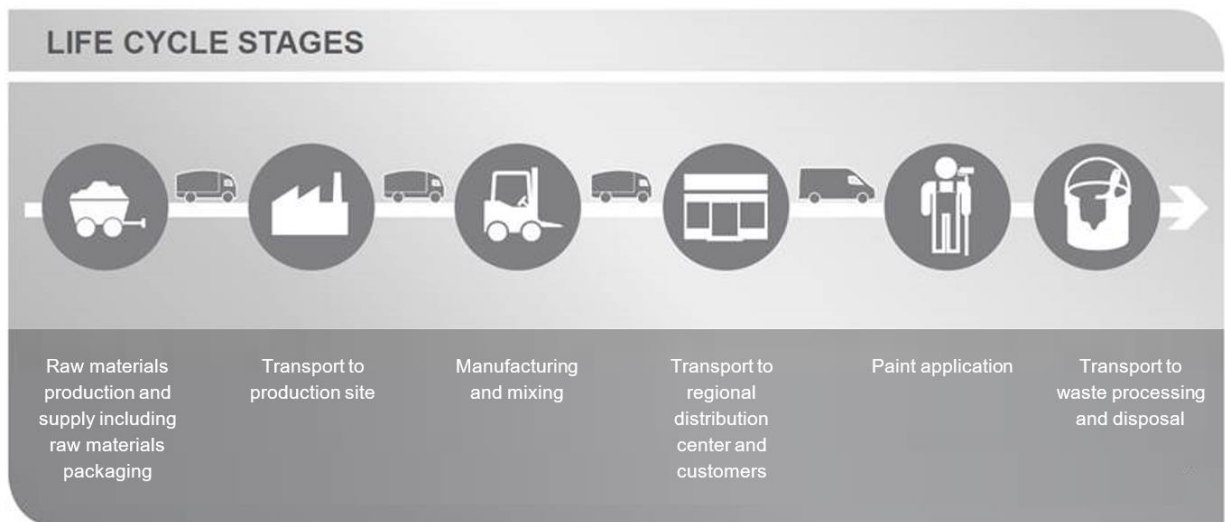 LIFE CYCLE STAGES
Raw materials
production and
supply including
raw materials
packaging
Transport to
production site
Manufacturing
and mixing
Transport to
regional
distribution
center and
customers
Paint application
Transport to
waste processing
and disposal